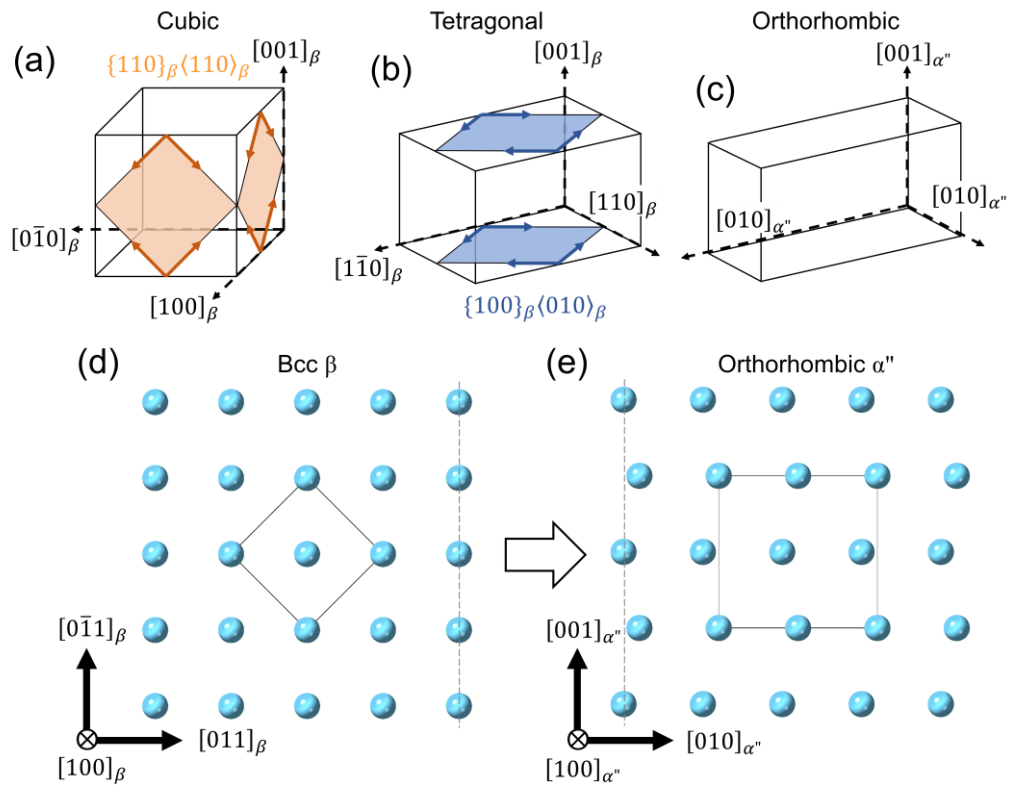 Cubic
Tetragonal
Orthorhombic
(a)
{110}β⟨110⟩β
[001]β
[01̄0]β
[100]β
(b)
[001]β
[110]β
[11̄0]β
{100}β⟨010⟩β
(c)
[001]α"
[010]α"
[010]α"
(d)
Bcc β
[01̄1]β
[011]β
[100]β
(e)
Orthorhombic α"
[001]α"
[010]α"
[100]α"